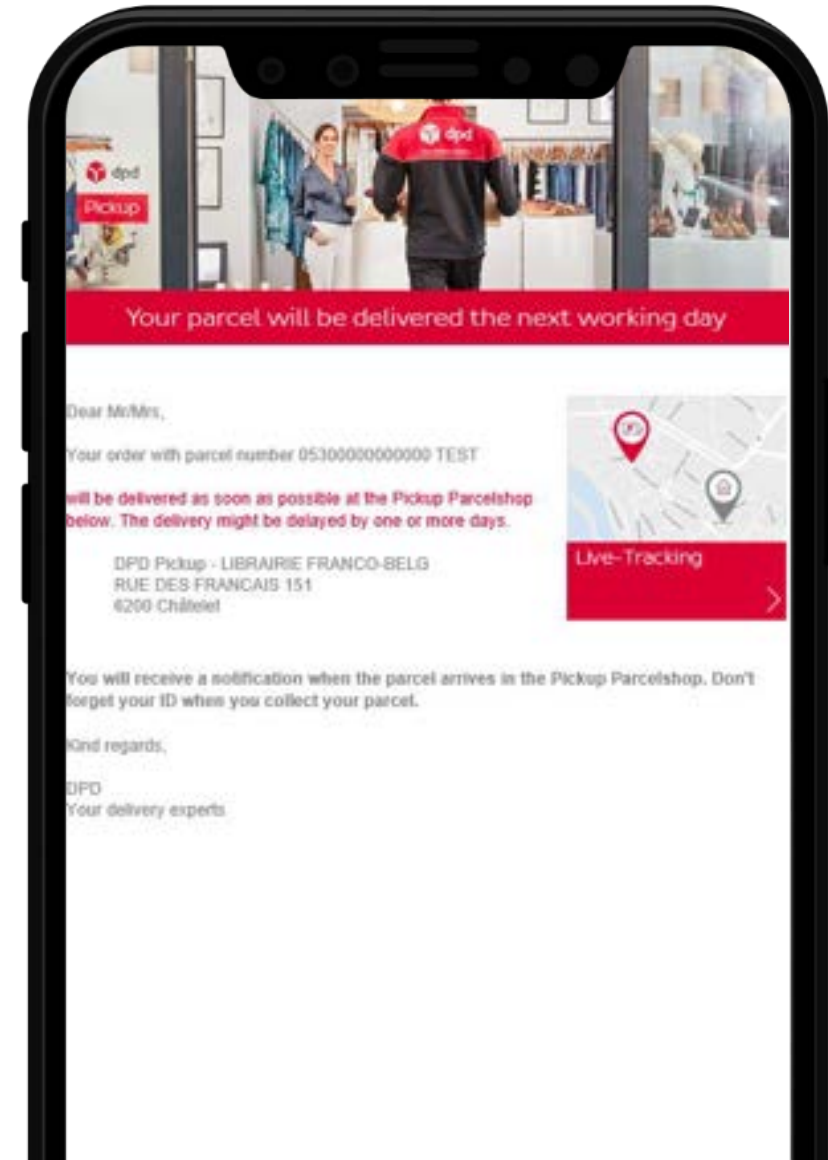 dpd
Pickup
dpd
Your parcel will be delivered the next working day
Dear Mr/Mrs,
Your order with parcel number 05300000000000 TEST
will be delivered as soon as possible at the Pickup Parcelshop
below. The delivery might be delayed by one or more days.
DPD Pickup - LIBRAIRIE FRANCO-BELG
RUE DES FRANCAIS 151
6200 Châtelet
Live-Tracking
You will receive a notification when the parcel arrives in the Pickup Parcelshop. Don't
forget your ID when you collect your parcel.
Kind regards,
DPD
Your delivery experts